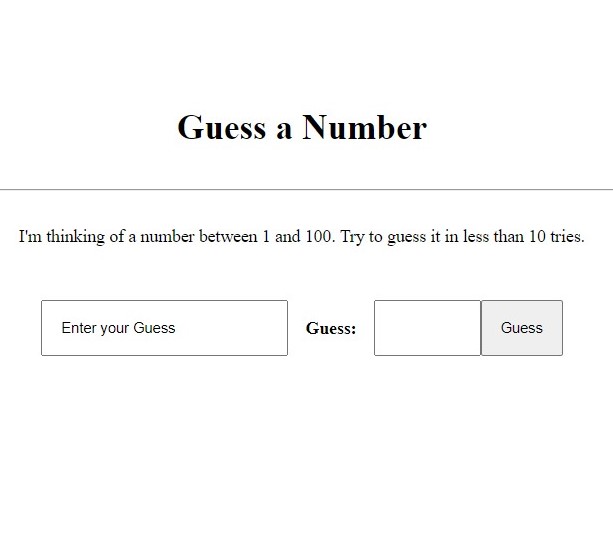 Guess a Number
I'm thinking of a number between 1 and 100. Try to guess it in less than 10 tries.
Enter your Guess Guess: Guess